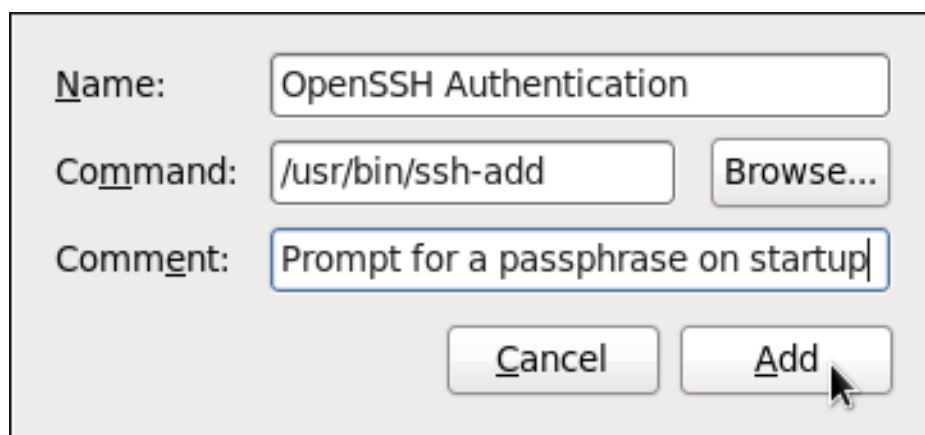 Name: OpenSSH Authentication
Command: /usr/bin/ssh-add Browse...
Comment: Prompt for a passphrase on startup
Cancel Add